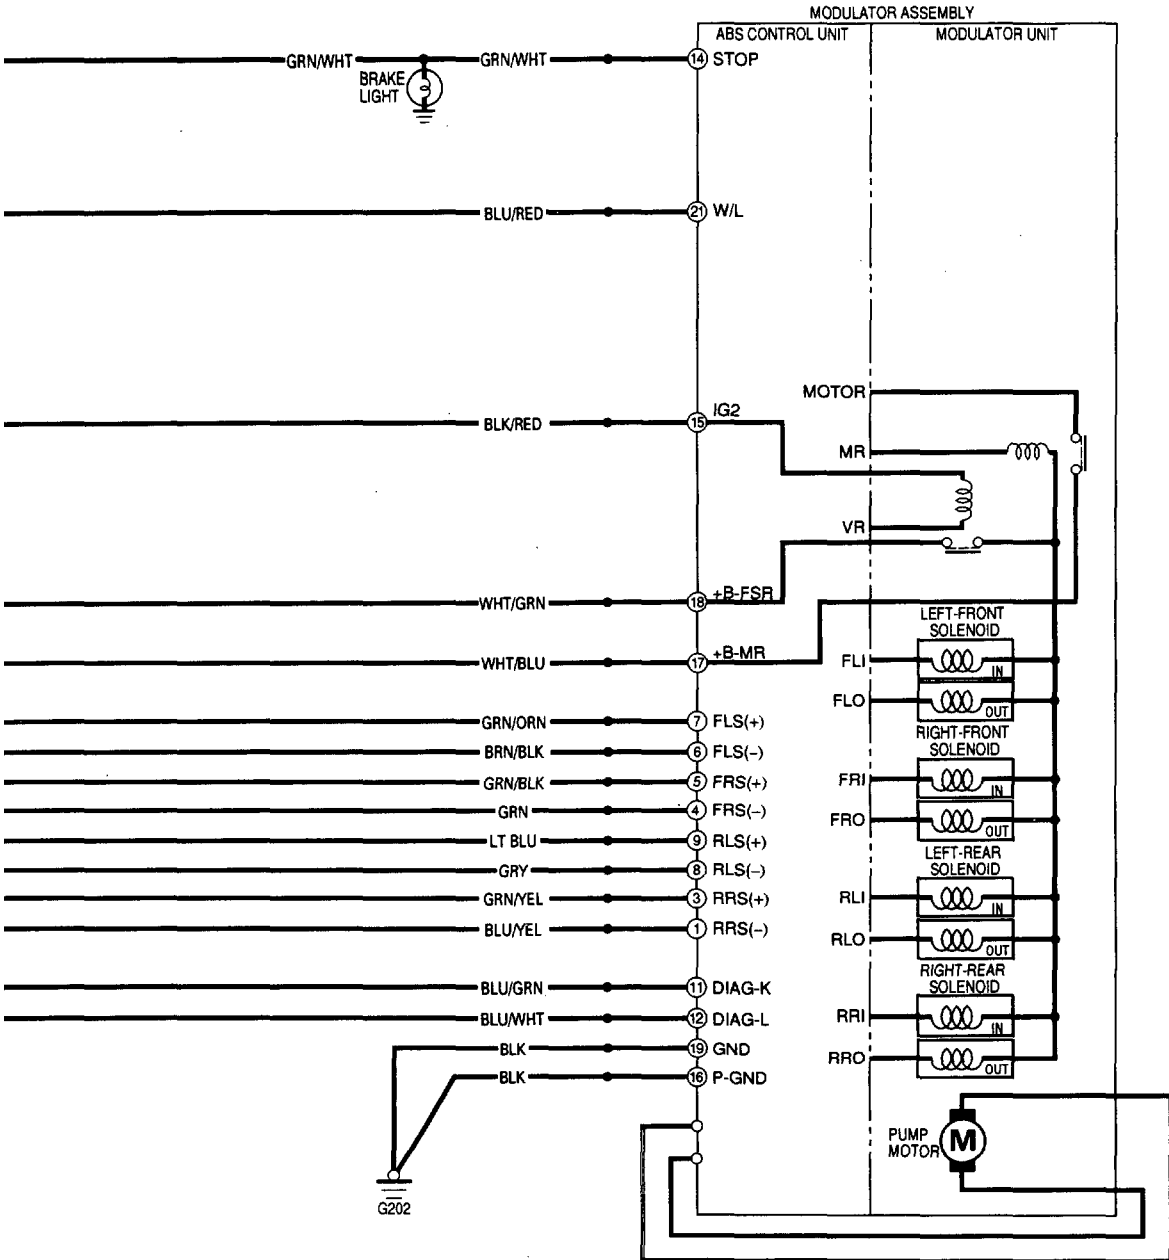 MODULATOR ASSEMBLY
ABS CONTROL UNIT
MODULATOR UNIT
GRN/WHT
GRN/WHT
14 STOP
BRAKE
LIGHT
BLU/RED
21 W/L
MOTOR
BLK/RED
15 IG2
MR
VR
WHT/GRN
18 +B-FSR
LEFT-FRONT
SOLENOID
WHT/BLU
17 +B-MR
FLI
IN
FLO
OUT
GRN/ORN
7 FLS(+)
RIGHT-FRONT
SOLENOID
BRN/BLK
6 FLS(−)
GRN/BLK
5 FRS(+)
FRI
IN
GRN
4 FRS(−)
FRO
OUT
LT BLU
9 RLS(+)
LEFT-REAR
SOLENOID
GRY
8 RLS(−)
GRN/YEL
3 RRS(+)
RLI
IN
BLU/YEL
1 RRS(−)
RLO
OUT
RIGHT-REAR
SOLENOID
BLU/GRN
11 DIAG-K
BLU/WHT
12 DIAG-L
RRI
IN
BLK
19 GND
RRO
OUT
BLK
16 P-GND
PUMP
MOTOR
M
G202